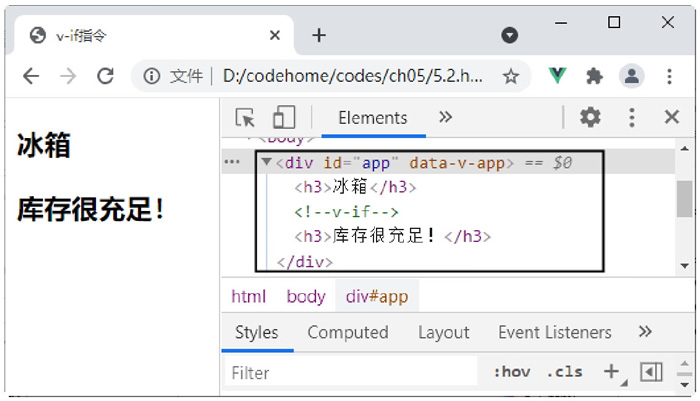 v-if指令
文件 D:/codehome/codes/ch05/5.2.h...
冰箱
库存很充足！
Elements
<body>
<div id="app" data-v-app> == $0
<h3>冰箱</h3>
<!--v-if-->
<h3>库存很充足！</h3>
</div>
html body div#app
Styles Computed Layout Event Listeners
Filter :hov .cls